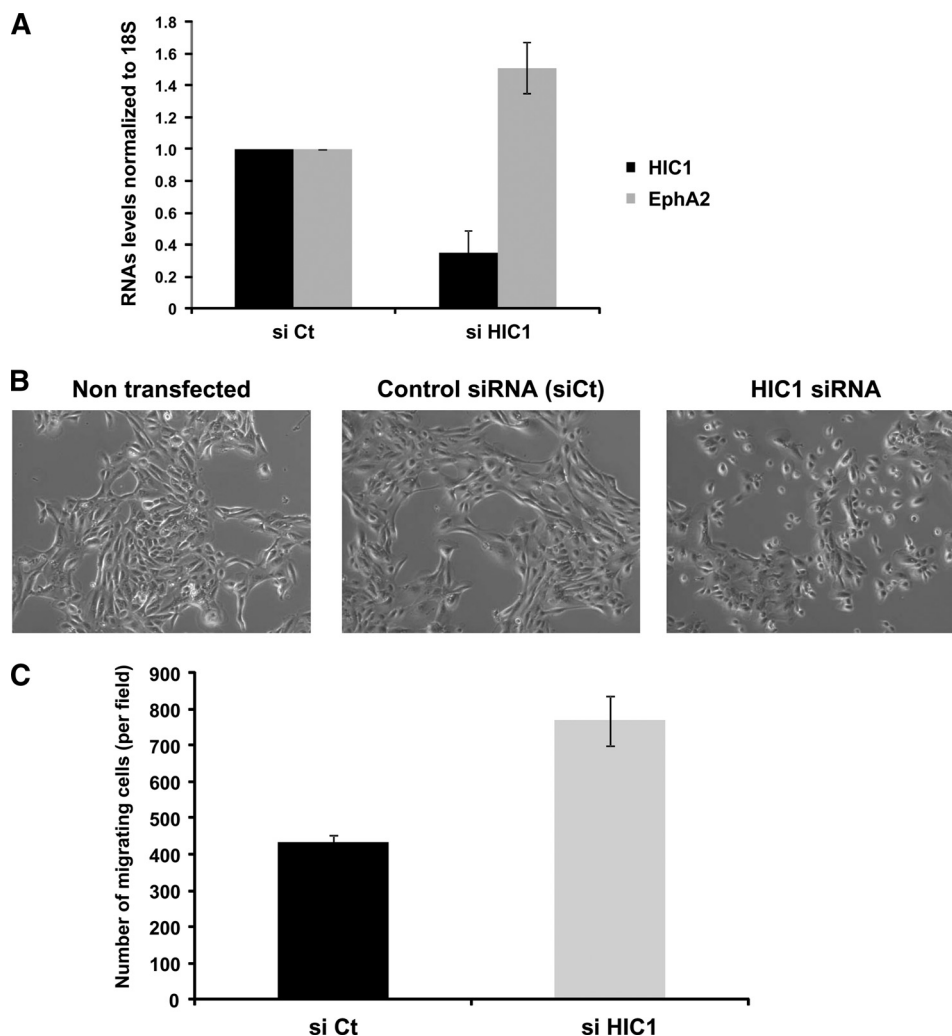 A
RNAs levels normalized to 18S
1.8
1.6
1.4
1.2
1.0
0.8
0.6
0.4
0.2
0
si Ct
si HIC1
HIC1
EphA2
B
Non transfected
Control siRNA (siCt)
HIC1 siRNA
C
Number of migrating cells (per field)
900
800
700
600
500
400
300
200
100
0
si Ct
si HIC1